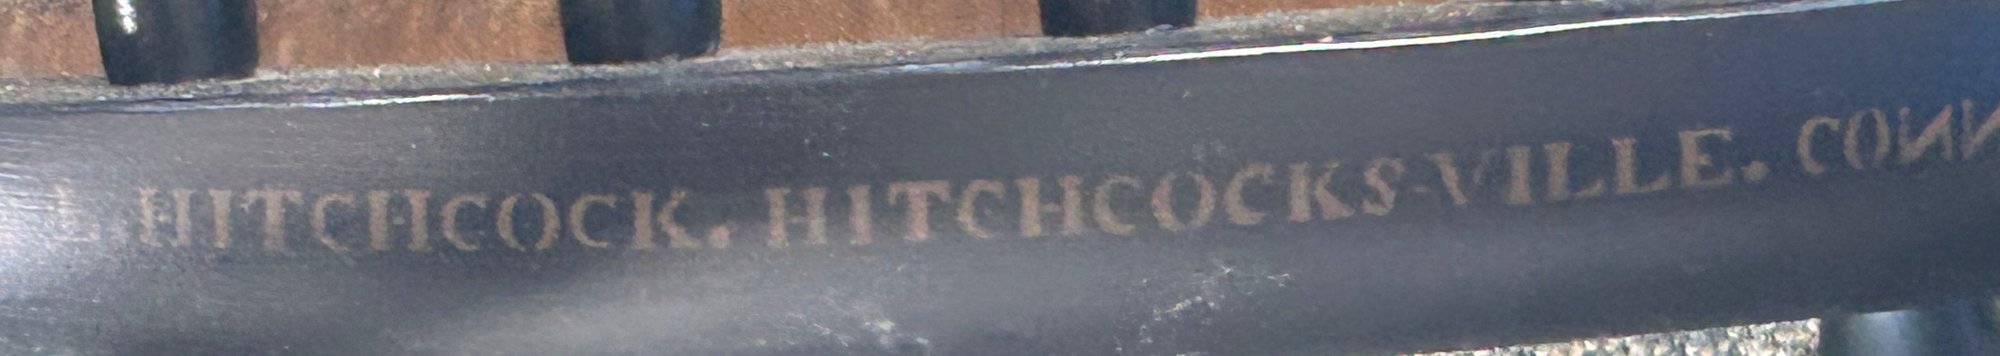 L. HITCHCOCK. HITCHCOCKS-VILLE. CONN